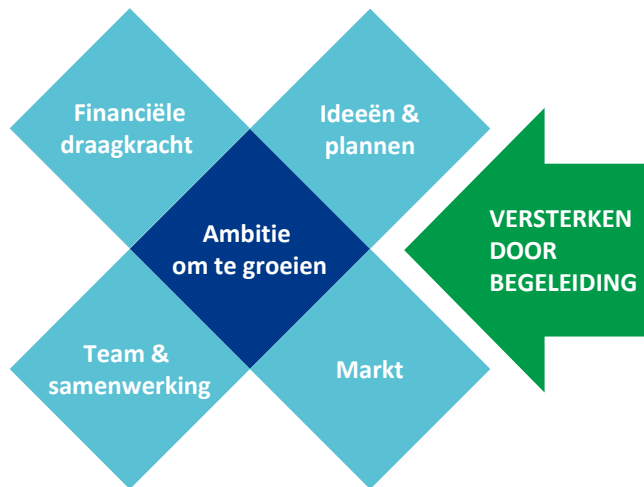 Financiële
draagkracht
Ideeën &
plannen
Ambitie
om te groeien
VERSTERKEN
DOOR
BEGELEIDING
Team &
samenwerking
Markt